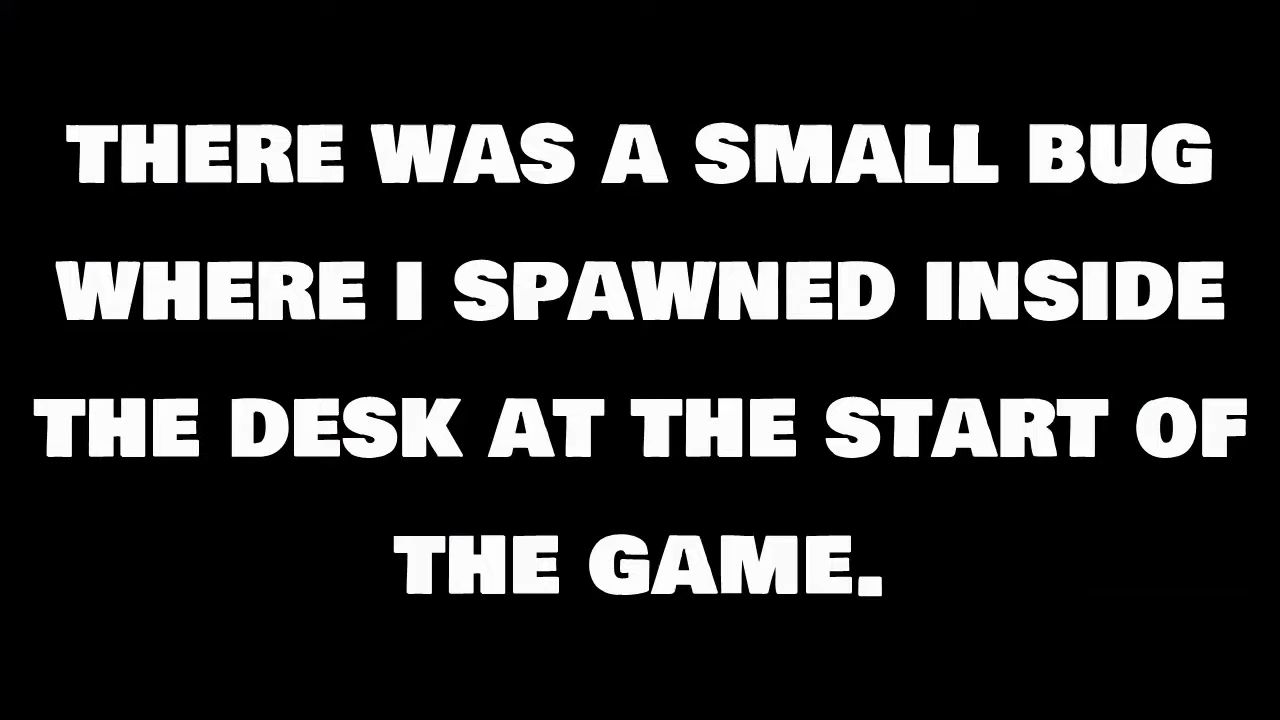 THERE WAS A SMALL BUG
WHERE I SPAWNED INSIDE
THE DESK AT THE START OF
THE GAME.